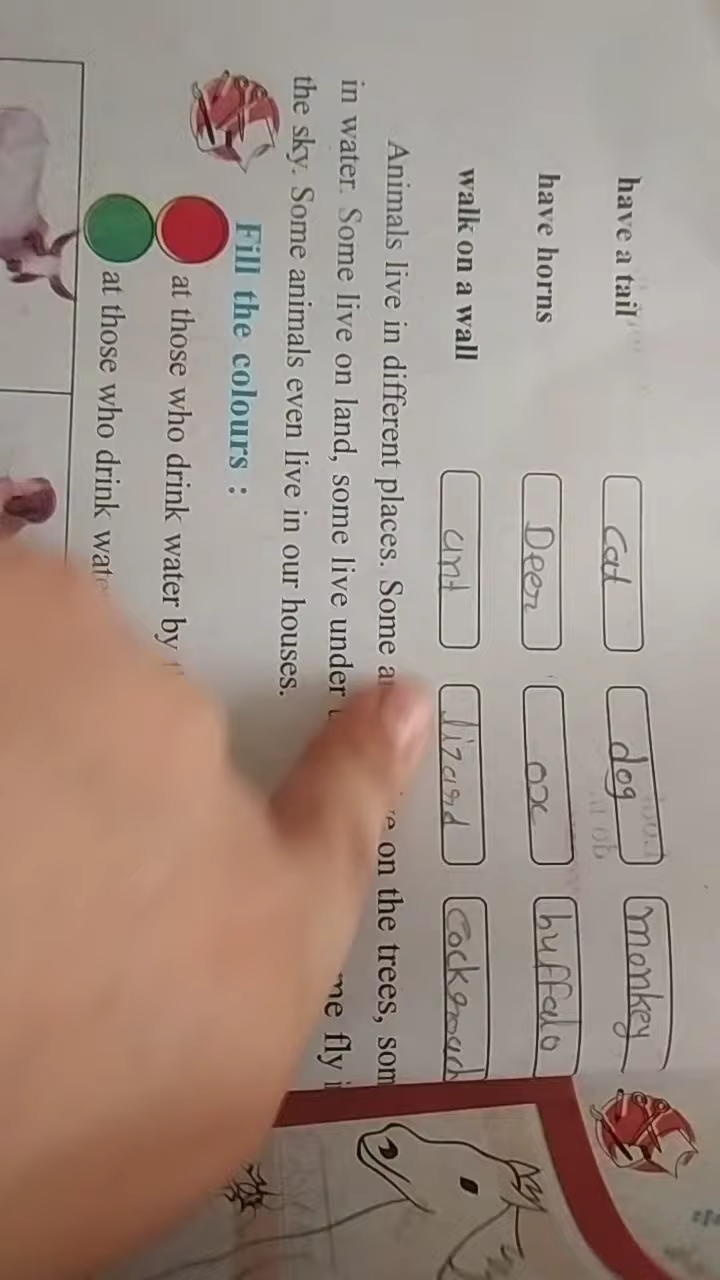 have a tail cat dog monkey
have horns Deer ox buffalo
walk on a wall ant lizard cockroach
Animals live in different places. Some on the trees,
in water. Some live on land, some live under fly
the sky. Some animals even live in our houses.
Fill the colours :
at those who drink water by
at those who drink